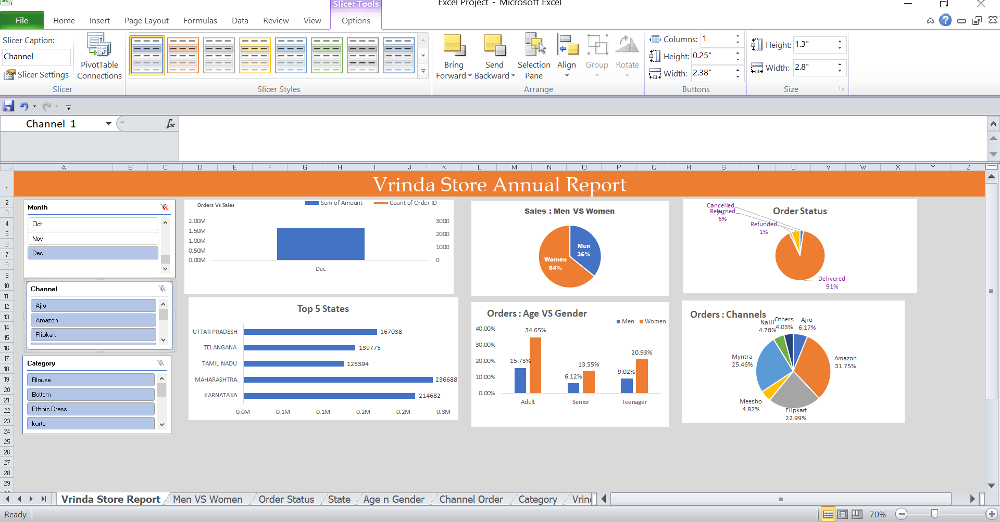 Slicer Tools
Excel Project - Microsoft Excel
File Home Insert Page Layout Formulas Data Review View Options
Slicer Caption:
Channel
Slicer Settings
PivotTable
Connections
Slicer
Slicer Styles
Bring
Forward
Send
Backward
Selection
Pane
Align
Group
Rotate
Arrange
Columns: 1
Height: 0.25"
Width: 2.38"
Buttons
Height: 1.3"
Width: 2.8"
Size
Channel 1
fx
A B C D E F G H I J K L M N O P Q R S T U V W X Y Z
1
2
3
4
5
6
7
8
9
10
11
12
13
14
15
16
17
18
19
20
21
22
23
24
25
26
27
28
29
Vrinda Store Annual Report
Month
Oct
Nov
Dec
Channel
Ajio
Amazon
Flipkart
Category
Blouse
Bottom
Ethnic Dress
kurta
Orders Vs Sales
Sum of Amount Count of Order ID
2.00M
1.50M
1.00M
0.50M
0.00M
3000
2000
1000
0
Dec
Top 5 States
UTTAR PRADESH 167038
TELANGANA 139775
TAMIL NADU 125394
MAHARASHTRA 236688
KARNATAKA 214682
0.0M 0.1M 0.1M 0.2M 0.2M 0.3M
Sales : Men VS Women
Men
36%
Women
64%
Orders : Age VS Gender
Men Women
40.00%
30.00%
20.00%
10.00%
0.00%
15.73% 34.65%
6.12% 13.55%
9.02% 20.93%
Adult Senior Teenager
Order Status
Cancelled
2%
Returned
6%
Refunded
1%
Delivered
91%
Orders : Channels
Nalli
4.78%
Others
4.03%
Ajio
6.17%
Amazon
31.75%
Myntra
25.46%
Meesho
4.82%
Flipkart
22.99%
Vrinda Store Report Men VS Women Order Status State Age n Gender Channel Order Category
Ready
70%